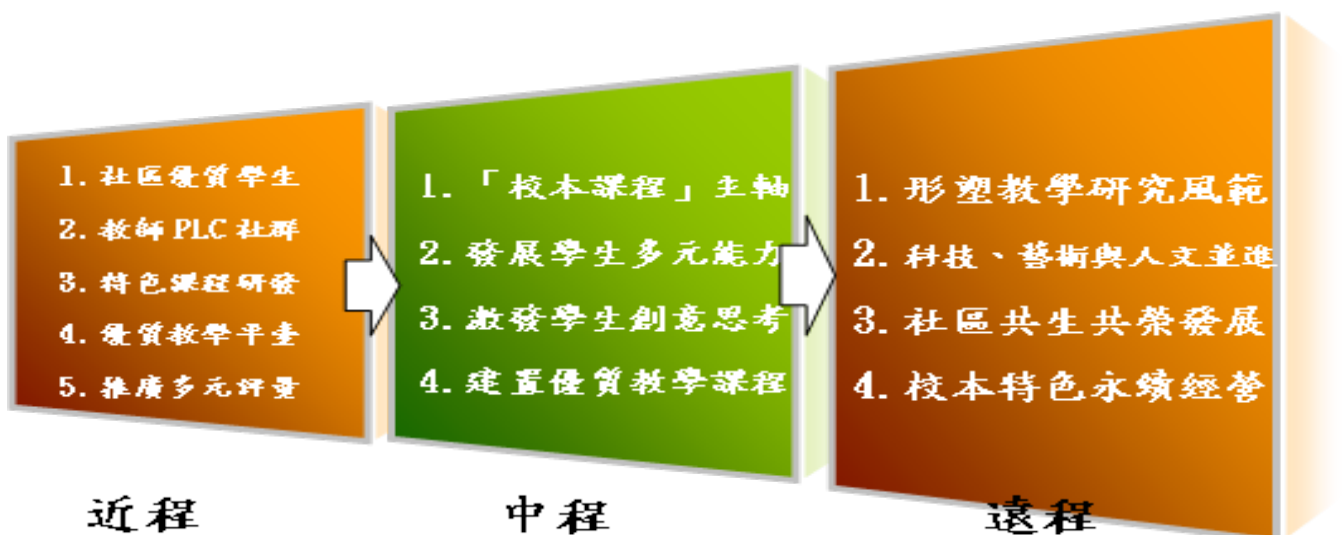 1. 社區優質學生
2. 教師 PLC 社群
3. 特色課程研發
4. 優質教學平臺
5. 推廣多元評量
近程
1. 「校本課程」主軸
2. 發展學生多元能力
3. 激發學生創意思考
4. 建置優質教學課程
中程
1. 形塑教學研究風範
2. 科技、藝術與人文並進
3. 社區共生共榮發展
4. 校本特色永續經營
遠程